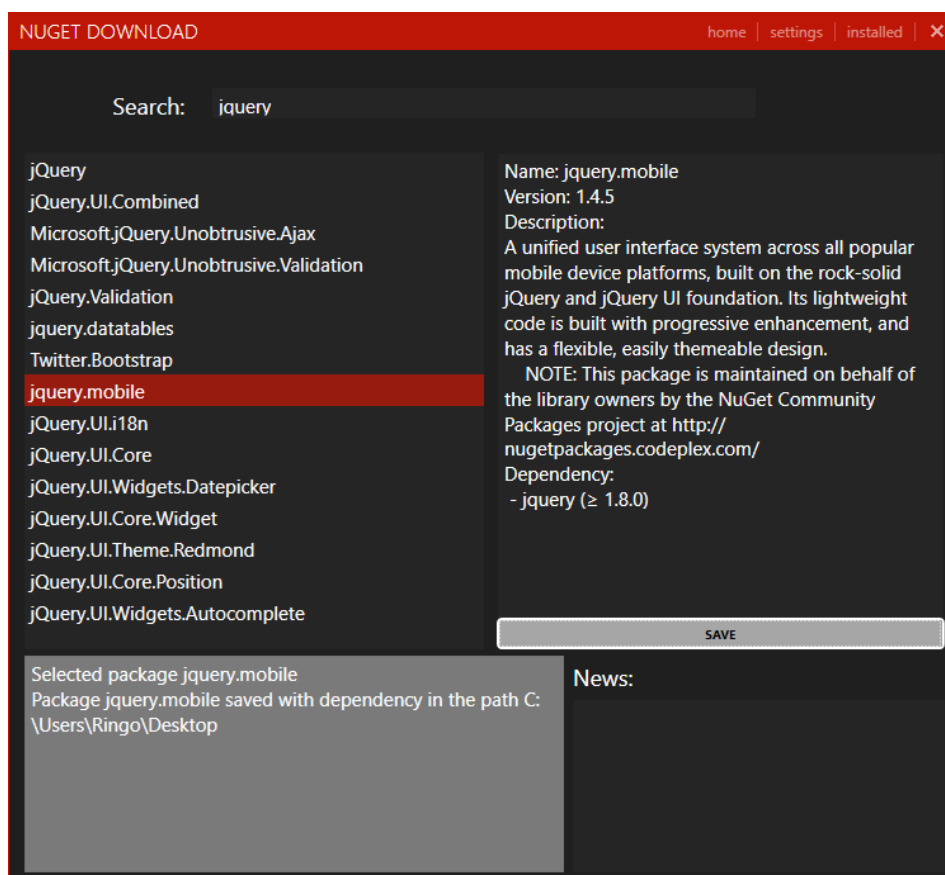 NUGET DOWNLOAD
home
settings
installed
Search:
jquery
jQuery
jQuery.UI.Combined
Microsoft.jQuery.Unobtrusive.Ajax
Microsoft.jQuery.Unobtrusive.Validation
jQuery.Validation
jquery.datatables
Twitter.Bootstrap
jquery.mobile
jQuery.UI.i18n
jQuery.UI.Core
jQuery.UI.Widgets.Datepicker
jQuery.UI.Core.Widget
jQuery.UI.Theme.Redmond
jQuery.UI.Core.Position
jQuery.UI.Widgets.Autocomplete
Name: jquery.mobile
Version: 1.4.5
Description:
A unified user interface system across all popular
mobile device platforms, built on the rock-solid
jQuery and jQuery UI foundation. Its lightweight
code is built with progressive enhancement, and
has a flexible, easily themeable design.
NOTE: This package is maintained on behalf of
the library owners by the NuGet Community
Packages project at http://
nugetpackages.codeplex.com/
Dependency:
- jquery (≥ 1.8.0)
SAVE
Selected package jquery.mobile
Package jquery.mobile saved with dependency in the path C:
\Users\Ringo\Desktop
News: